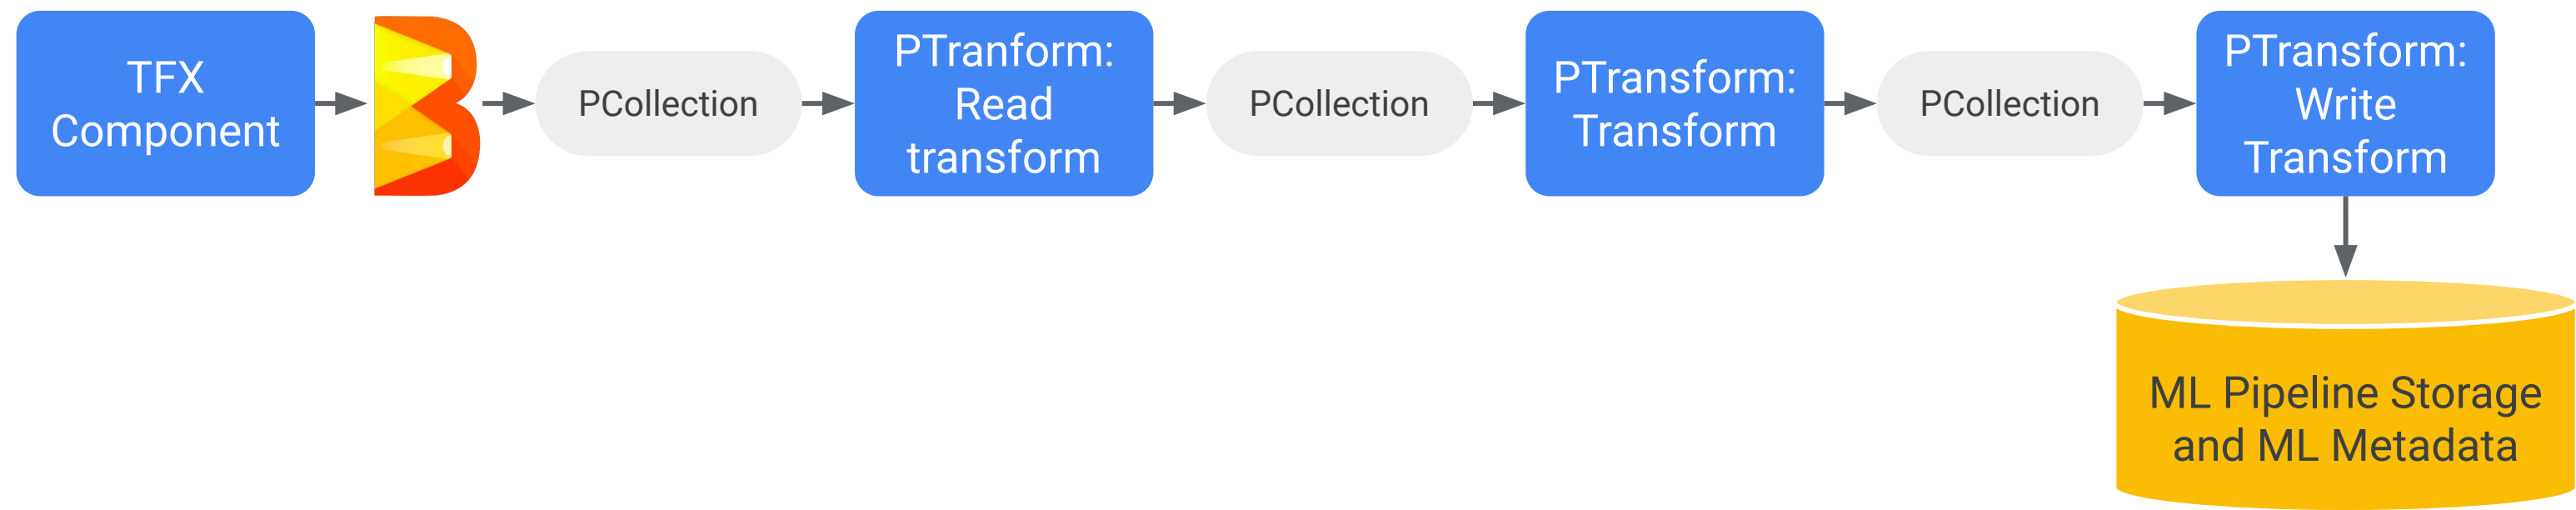 TFX
Component
PCollection
PTranform:
Read
transform
PCollection
PTransform:
Transform
PCollection
PTransform:
Write
Transform
ML Pipeline Storage
and ML Metadata